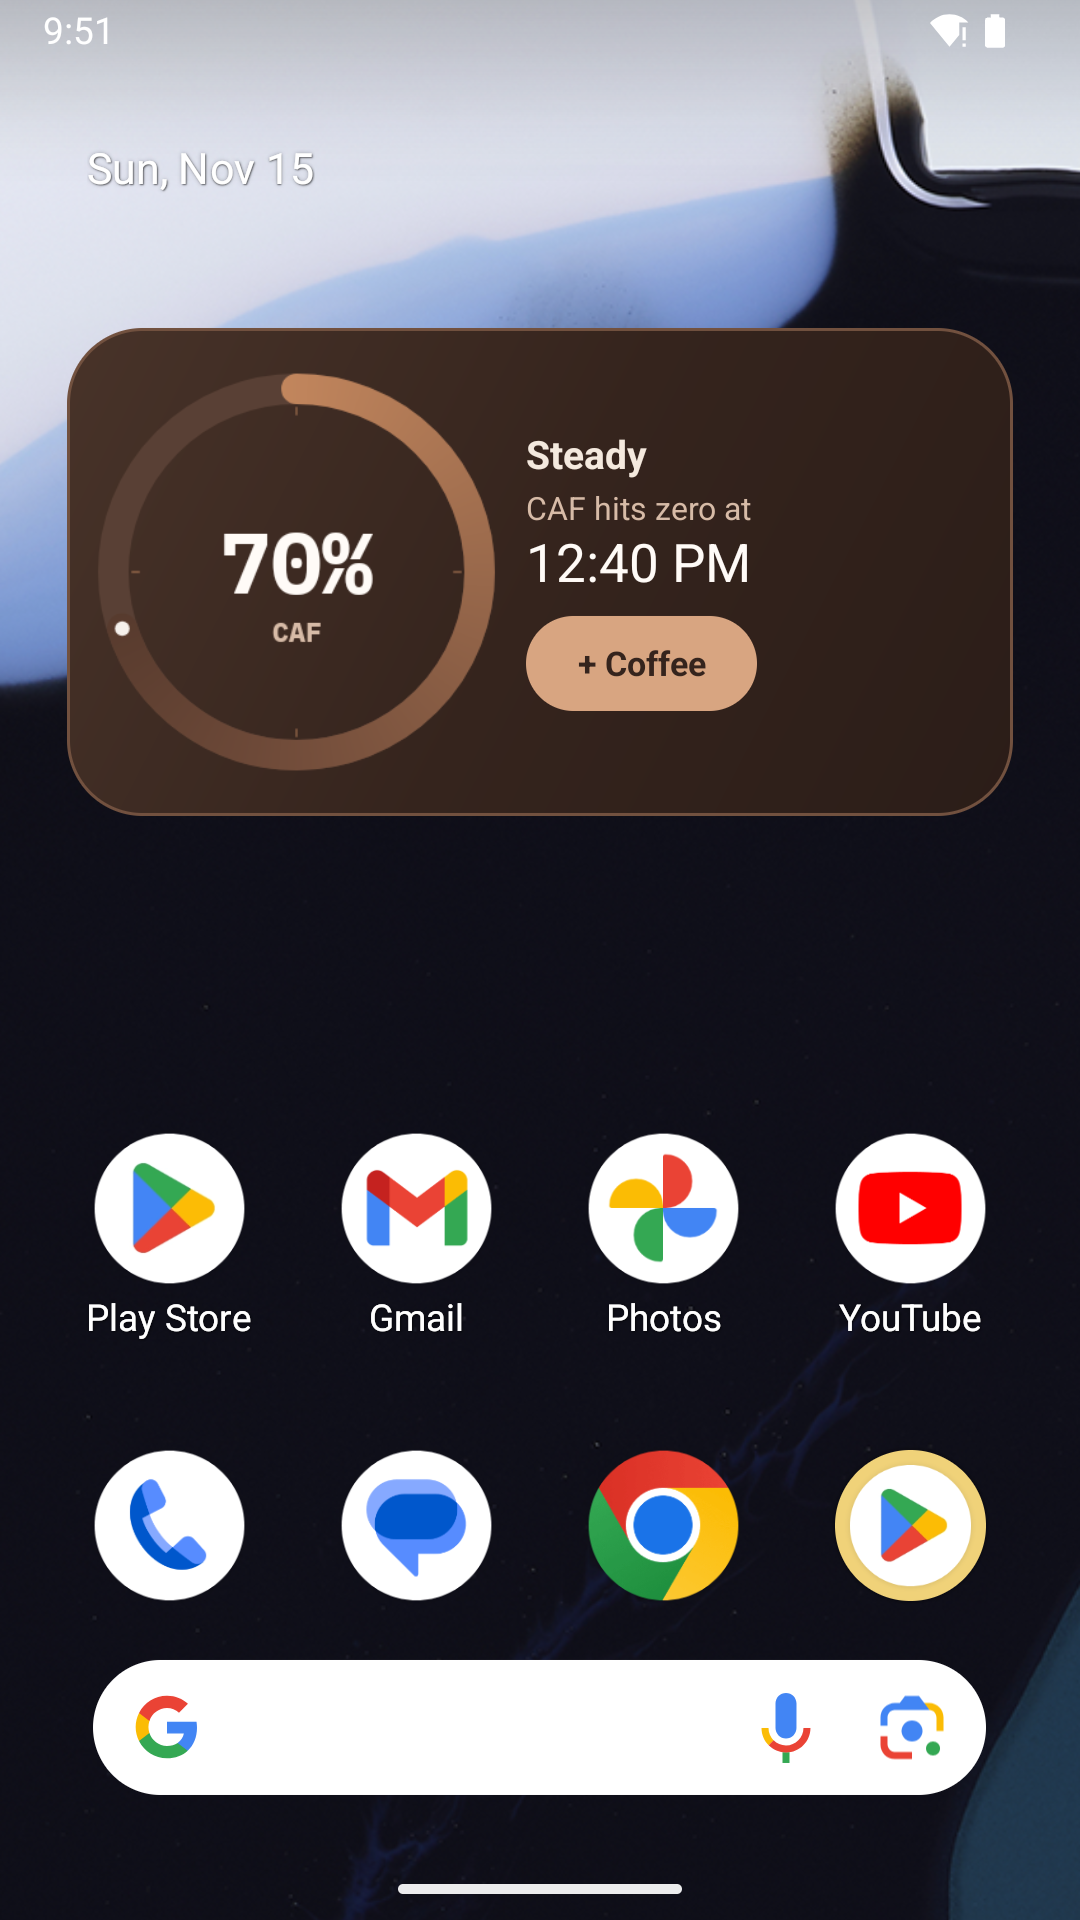 9:51
Sun, Nov 15
70%
CAF
Steady
CAF hits zero at
12:40 PM
+ Coffee
Play Store
Gmail
Photos
YouTube